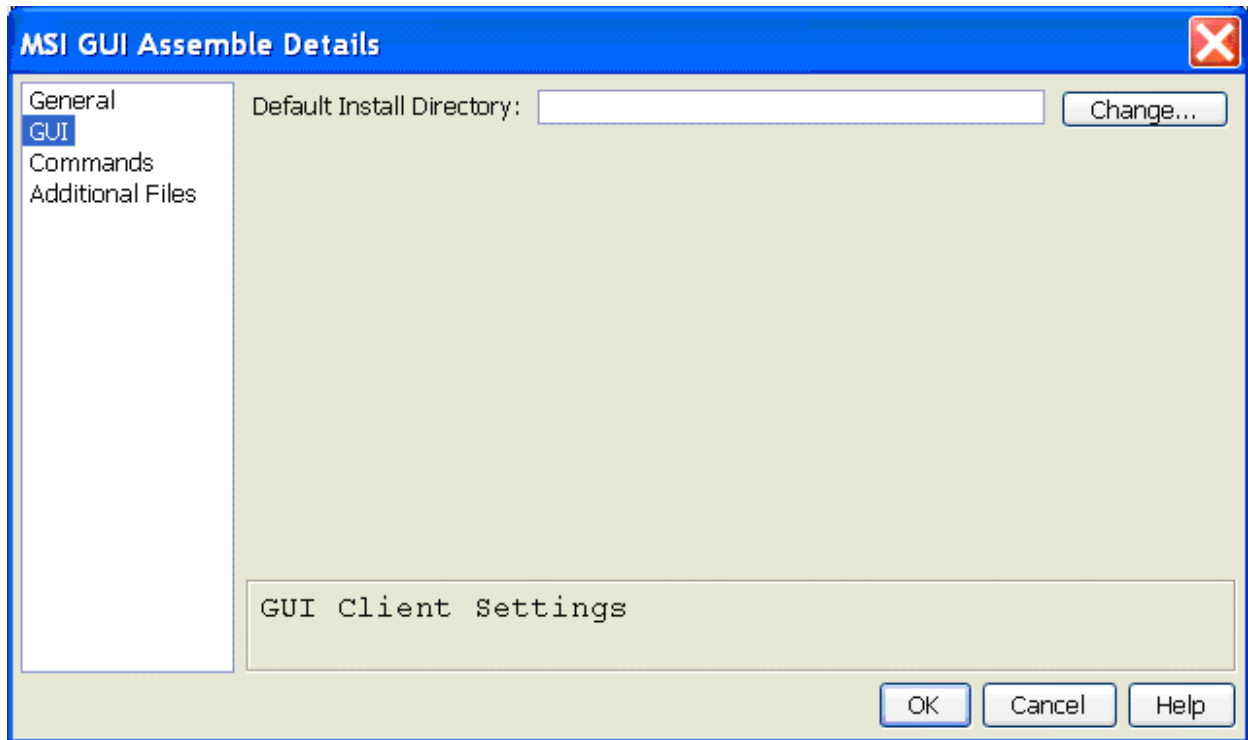 MSI GUI Assemble Details
General
GUI
Commands
Additional Files
Default Install Directory:
Change...
GUI Client Settings
OK
Cancel
Help